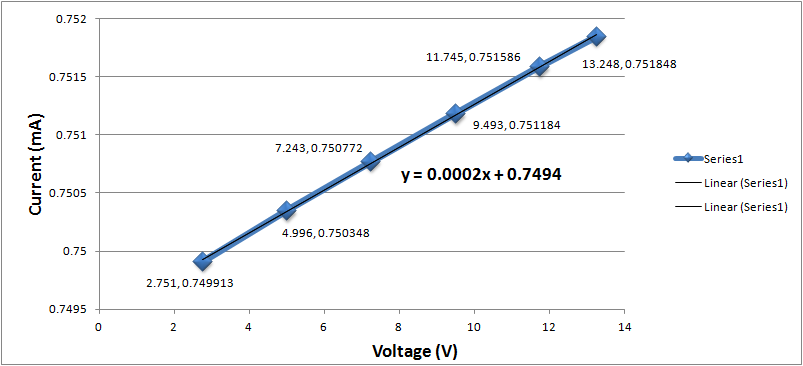 0.752
0.7515
0.751
0.7505
0.75
0.7495
Current (mA)
11.745, 0.751586
13.248, 0.751848
9.493, 0.751184
7.243, 0.750772
y = 0.0002x + 0.7494
4.996, 0.750348
2.751, 0.749913
0 2 4 6 8 10 12 14
Voltage (V)
Series1
Linear (Series1)
Linear (Series1)